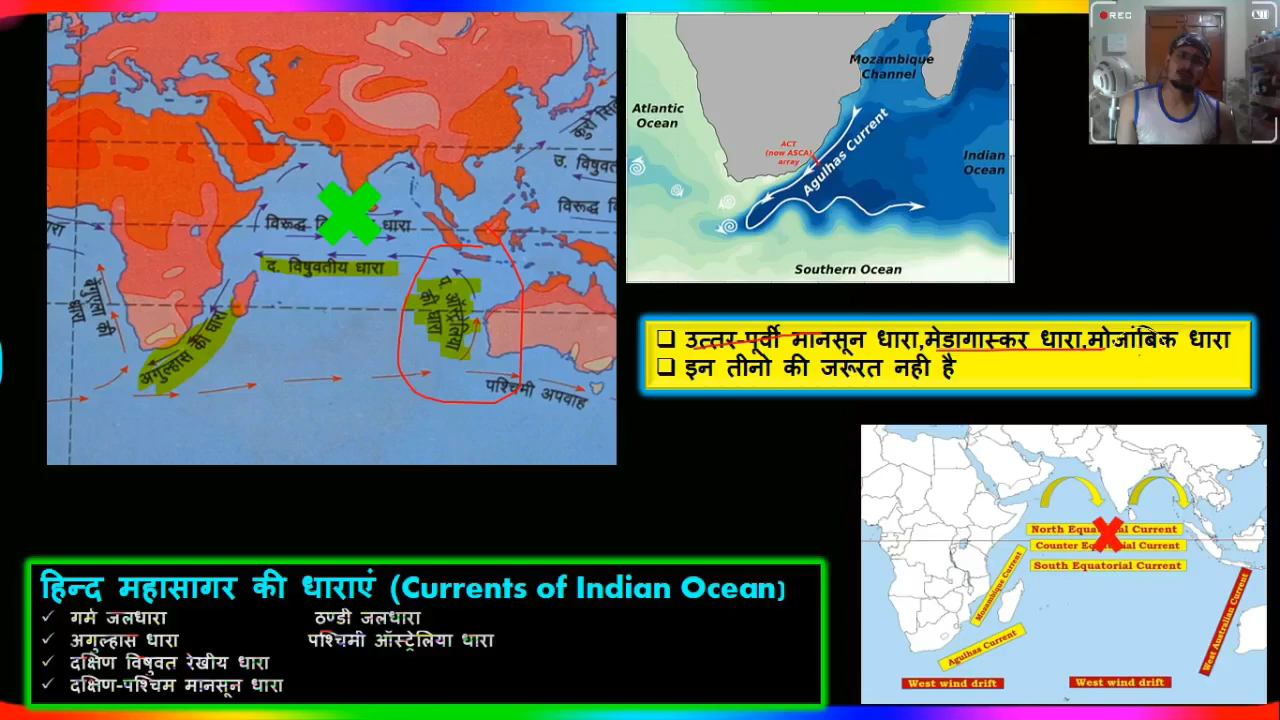 REC
Mozambique
Channel
Atlantic
Ocean
ACT
(now ASCA)
array
Agulhas Current
Indian
Ocean
Southern Ocean
उ. विषुवत
विरूद्ध वि
विरूद्ध वि धारा
द. विषुवतीय धारा
प. ऑस्ट्रेलिया
की धारा
बेंगुएला की
धारा
अगुल्हास की धारा
पश्चिमी अपवाह
❑ उत्तर-पूर्वी मानसून धारा,मेडागास्कर धारा,मोजांबिक धारा
❑ इन तीनो की जरूरत नही है
North Equatorial Current
Counter Equatorial Current
South Equatorial Current
Mozambique Current
Agulhas Current
West Australian Current
West wind drift
West wind drift
हिन्द महासागर की धाराएं (Currents of Indian Ocean)
✓ गर्म जलधारा ठण्डी जलधारा
✓ अगुल्हास धारा पश्चिमी ऑस्ट्रेलिया धारा
✓ दक्षिण विषुवत रेखीय धारा
✓ दक्षिण-पश्चिम मानसून धारा